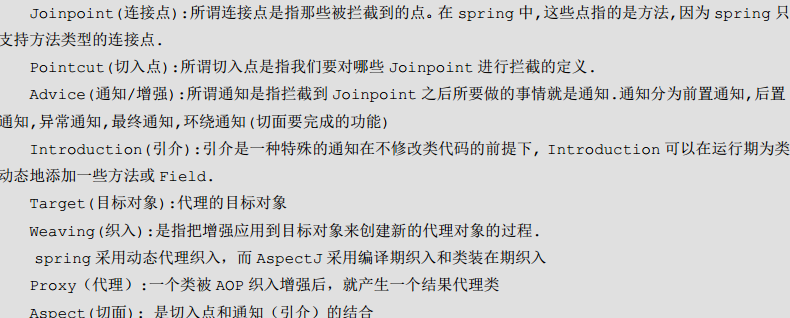 Joinpoint(连接点):所谓连接点是指那些被拦截到的点。在 spring 中,这些点指的是方法,因为 spring 只
支持方法类型的连接点.
Pointcut(切入点):所谓切入点是指我们要对哪些 Joinpoint 进行拦截的定义.
Advice(通知/增强):所谓通知是指拦截到 Joinpoint 之后所要做的事情就是通知.通知分为前置通知,后置
通知,异常通知,最终通知,环绕通知(切面要完成的功能)
Introduction(引介):引介是一种特殊的通知在不修改类代码的前提下, Introduction 可以在运行期为类
动态地添加一些方法或 Field.
Target(目标对象):代理的目标对象
Weaving(织入):是指把增强应用到目标对象来创建新的代理对象的过程.
spring 采用动态代理织入，而 AspectJ 采用编译期织入和类装在期织入
Proxy（代理）:一个类被 AOP 织入增强后，就产生一个结果代理类
Aspect(切面): 是切入点和通知（引介）的结合